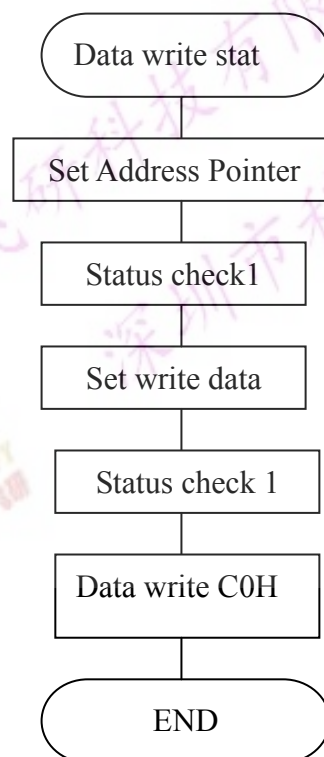 Data write stat
Set Address Pointer
Status check1
Set write data
Status check 1
Data write C0H
END